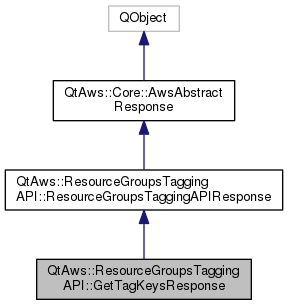 QObject
QtAws::Core::AwsAbstract
Response
QtAws::ResourceGroupsTagging
API::ResourceGroupsTaggingAPIResponse
QtAws::ResourceGroupsTagging
API::GetTagKeysResponse